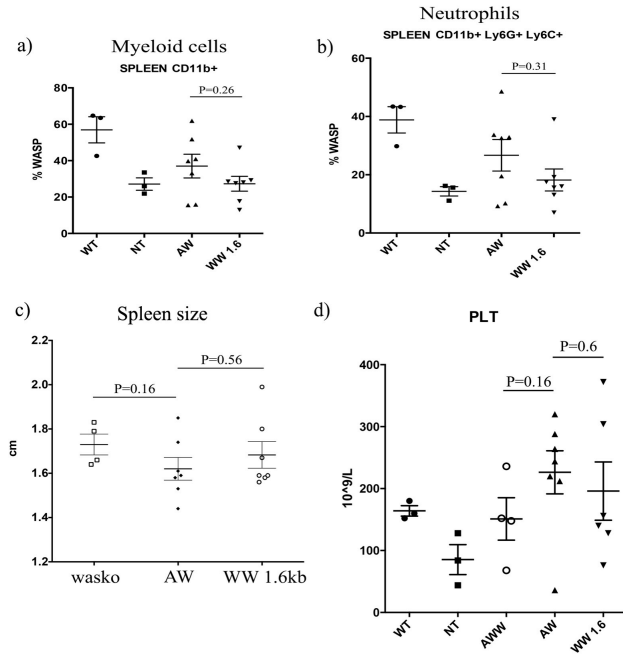 a)
Myeloid cells
SPLEEN CD11b+
P=0.26
% WASP
80
60
40
20
0
WT
NT
AW
WW 1.6
b)
Neutrophils
SPLEEN CD11b+ Ly6G+ Ly6C+
P=0.31
% WASP
60
40
20
0
WT
NT
AW
WW 1.6
c)
Spleen size
P=0.56
P=0.16
cm
2.2
2.0
1.8
1.6
1.4
1.2
wasko
AW
WW 1.6kb
d)
PLT
P=0.6
P=0.16
10^9/L
400
300
200
100
0
WT
NT
AWW
AW
WW 1.6